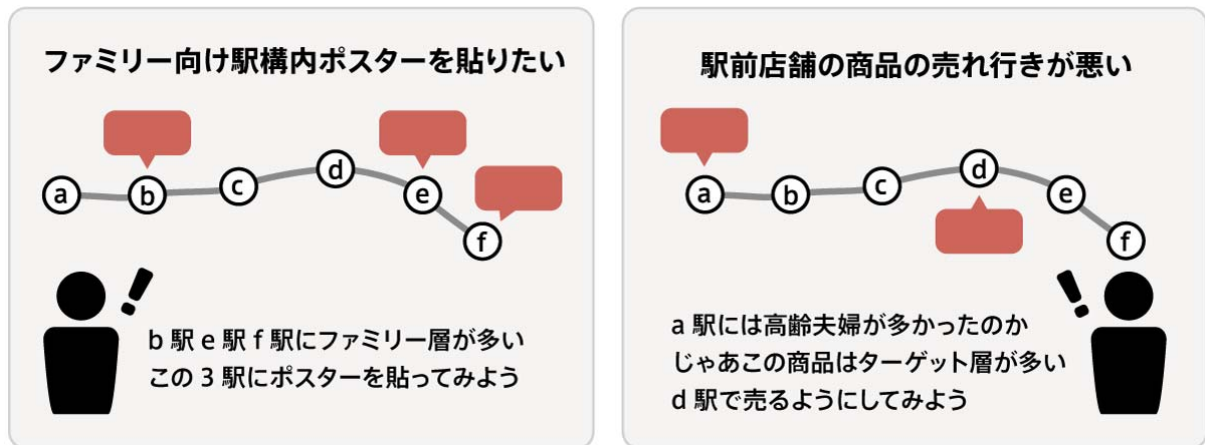 ファミリー向け駅構内ポスターを貼りたい
a
b
c
d
e
f
b 駅 e 駅 f 駅にファミリー層が多い
この 3 駅にポスターを貼ってみよう
駅前店舗の商品の売れ行きが悪い
a
b
c
d
e
f
a 駅には高齢夫婦が多かったのか
じゃあこの商品はターゲット層が多い
d 駅で売るようにしてみよう